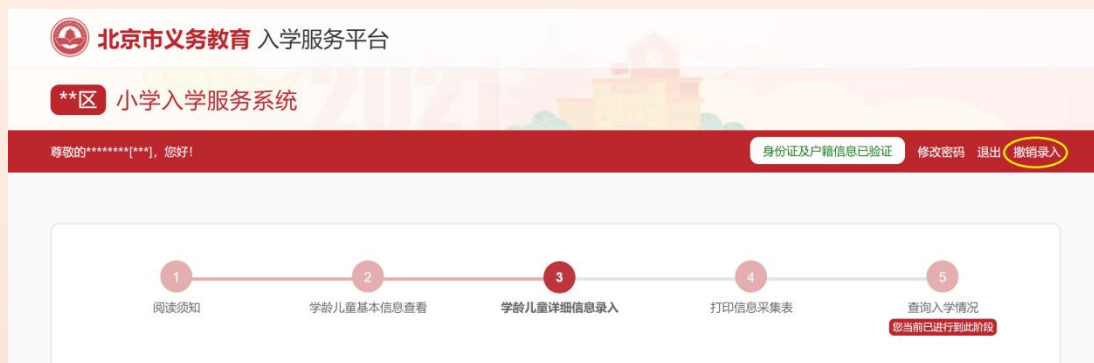 北京市义务教育 入学服务平台
**区 小学入学服务系统
2021
尊敬的********[***]，您好！ 身份证及户籍信息已验证 修改密码 退出 撤销录入
1 2 3 4 5
阅读须知 学龄儿童基本信息查看 学龄儿童详细信息录入 打印信息采集表 查询入学情况
您当前已进行到此阶段